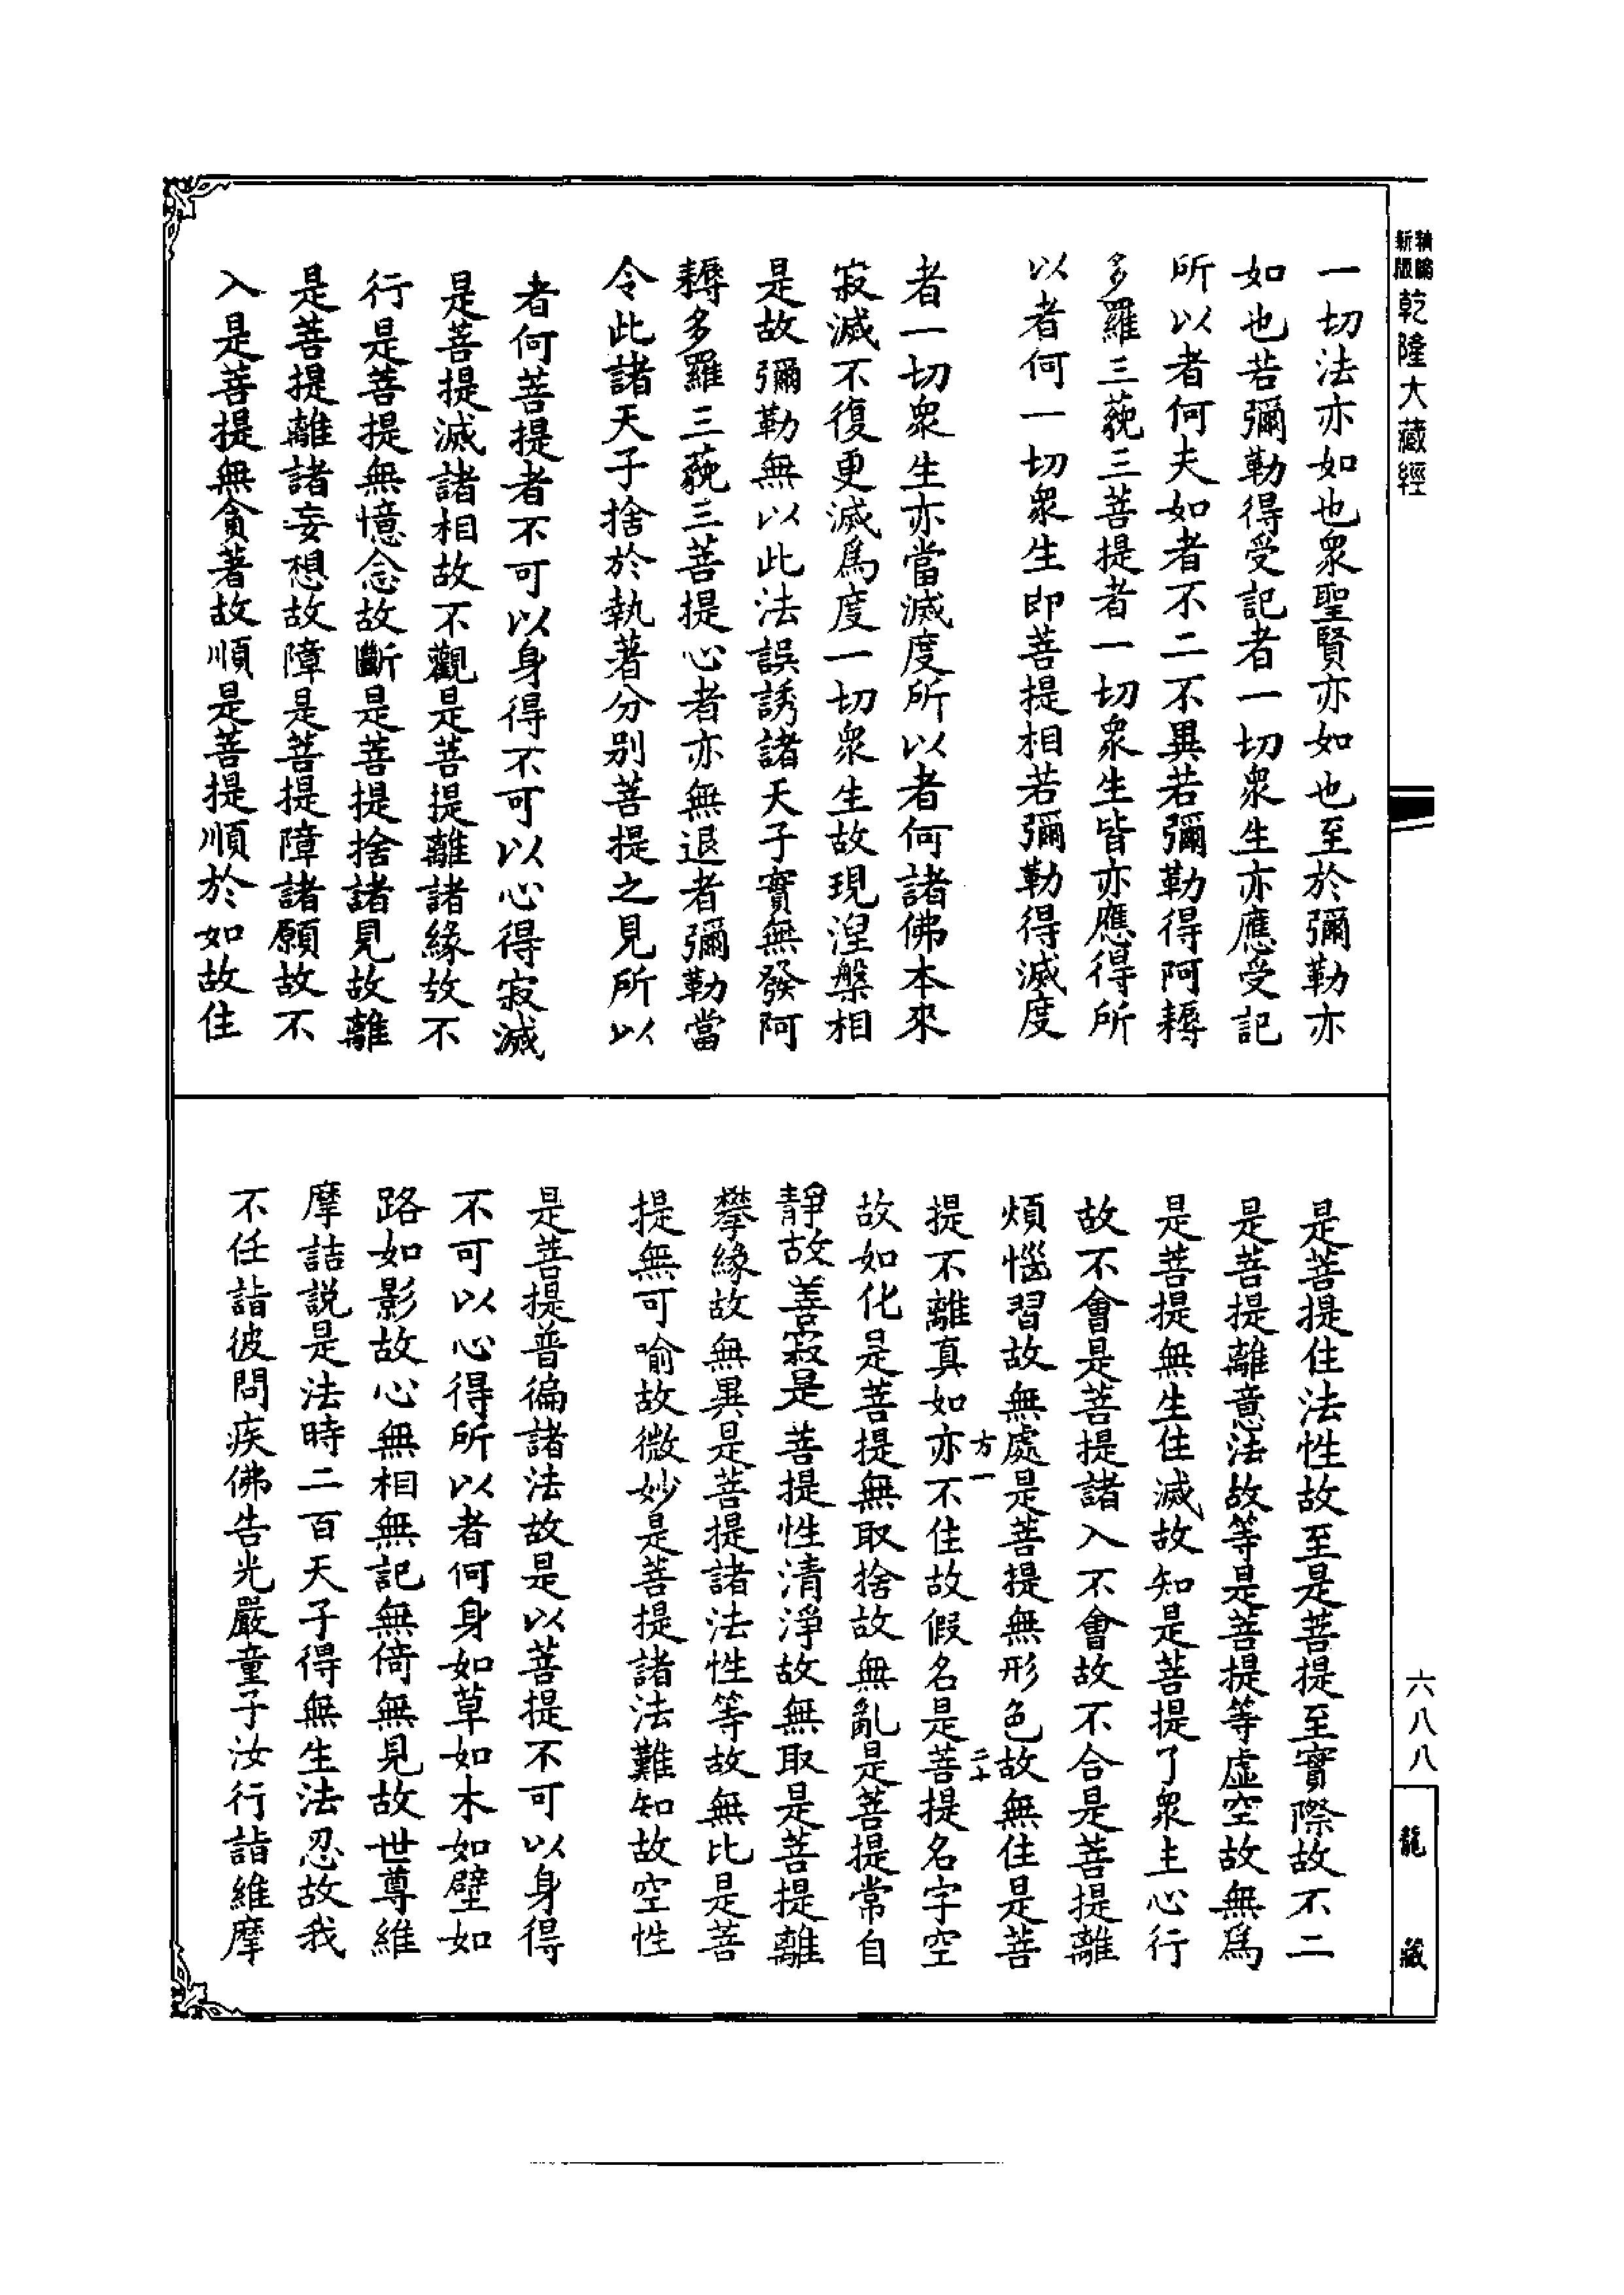 新版
精編
乾隆大藏經
一切法亦如也衆聖賢亦如也至於彌勒亦
如也若彌勒得受記者一切衆生亦應受記
所以者何夫如者不二不異若彌勒得阿耨
多羅三藐三菩提者一切衆生皆亦應得所
以者何一切衆生即菩提相若彌勒得滅度
者一切衆生亦當滅度所以者何諸佛本來
寂滅不復更滅爲度一切衆生故現涅槃相
是故彌勒無以此法誤誘諸天子實無發阿
耨多羅三藐三菩提心者亦無退者彌勒當
令此諸天子捨於執著分別菩提之見所以
者何菩提者不可以身得不可以心得寂滅
是菩提滅諸相故不觀是菩提離諸緣故不
行是菩提無憶念故斷是菩提捨諸見故離
是菩提離諸妄想故障是菩提障諸願故不
入是菩提無貪著故順是菩提順於如故住
是菩提住法性故至是菩提至實際故不二
是菩提離意法故等是菩提等虛空故無爲
是菩提無生住滅故知是菩提了衆生心行
故不會是菩提諸入不會故不合是菩提離
煩惱習故無處是菩提無形色故無住是菩
提不離真如亦不住故假名是菩提名字空
方一
二十
故如化是菩提無取捨故無亂是菩提常自
靜故善寂是菩提性清淨故無取是菩提離
攀緣故無異是菩提諸法性等故無比是菩
提無可喻故微妙是菩提諸法難知故空性
是菩提普徧諸法故是以菩提不可以身得
不可以心得所以者何身如草如木如壁如
路如影故心無相無記無倚無見故世尊維
摩詰説是法時二百天子得無生法忍故我
不任詣彼問疾佛告光嚴童子汝行詣維摩
六八八
龍藏